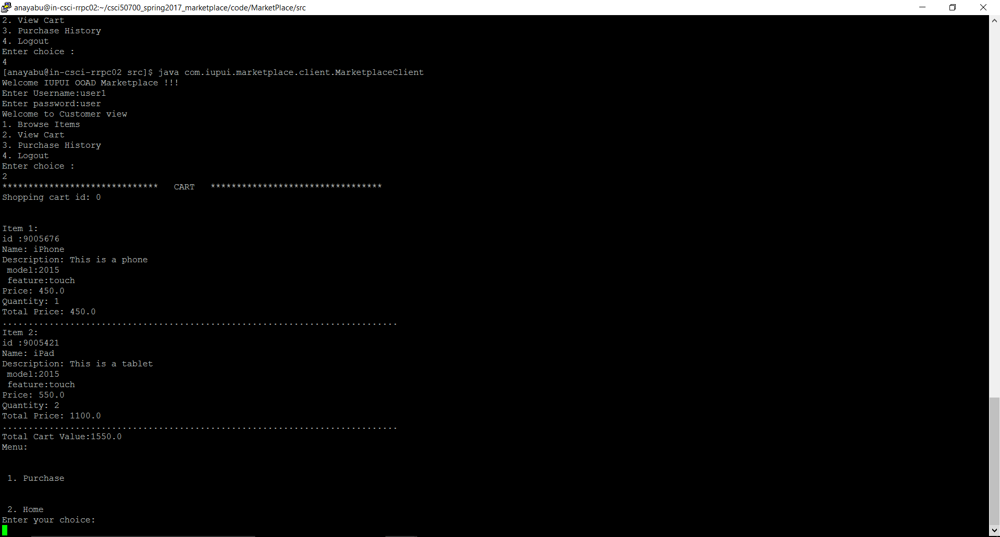 anayabu@in-csci-rrpc02:~/csci50700_spring2017_marketplace/code/MarketPlace/src
2. View Cart
3. Purchase History
4. Logout
Enter choice :
4
[anayabu@in-csci-rrpc02 src]$ java com.iupui.marketplace.client.MarketplaceClient
Welcome IUPUI OOAD Marketplace !!!
Enter Username:user1
Enter password:user
Welcome to Customer view
1. Browse Items
2. View Cart
3. Purchase History
4. Logout
Enter choice :
2
******************************   CART   *********************************
Shopping cart id: 0
Item 1:
id :9005676
Name: iPhone
Description: This is a phone
 model:2015
 feature:touch
Price: 450.0
Quantity: 1
Total Price: 450.0
............................................................................
Item 2:
id :9005421
Name: iPad
Description: This is a tablet
 model:2015
 feature:touch
Price: 550.0
Quantity: 2
Total Price: 1100.0
............................................................................
Total Cart Value:1550.0
Menu:
 1. Purchase
 2. Home
Enter your choice: